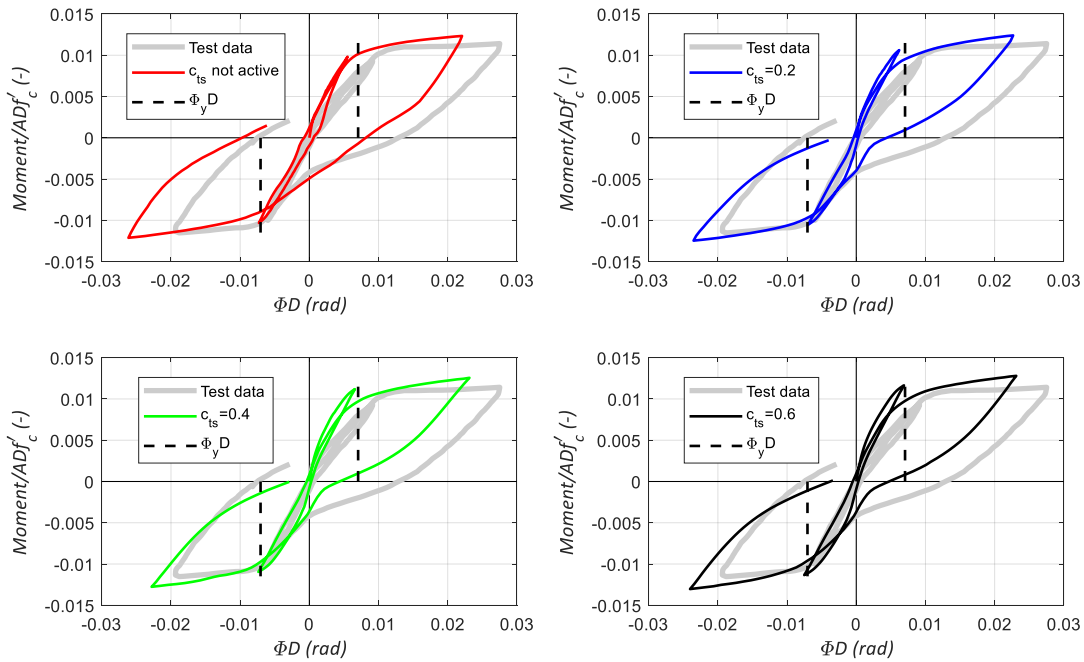 0.015
0.01
0.005
0
-0.005
-0.01
-0.015
Moment/ADf′c (-)
Test data
cts not active
ΦyD
-0.03 -0.02 -0.01 0 0.01 0.02 0.03
ΦD (rad)
0.015
0.01
0.005
0
-0.005
-0.01
-0.015
Moment/ADf′c (-)
Test data
cts=0.2
ΦyD
-0.03 -0.02 -0.01 0 0.01 0.02 0.03
ΦD (rad)
0.015
0.01
0.005
0
-0.005
-0.01
-0.015
Moment/ADf′c (-)
Test data
cts=0.4
ΦyD
-0.03 -0.02 -0.01 0 0.01 0.02 0.03
ΦD (rad)
0.015
0.01
0.005
0
-0.005
-0.01
-0.015
Moment/ADf′c (-)
Test data
cts=0.6
ΦyD
-0.03 -0.02 -0.01 0 0.01 0.02 0.03
ΦD (rad)